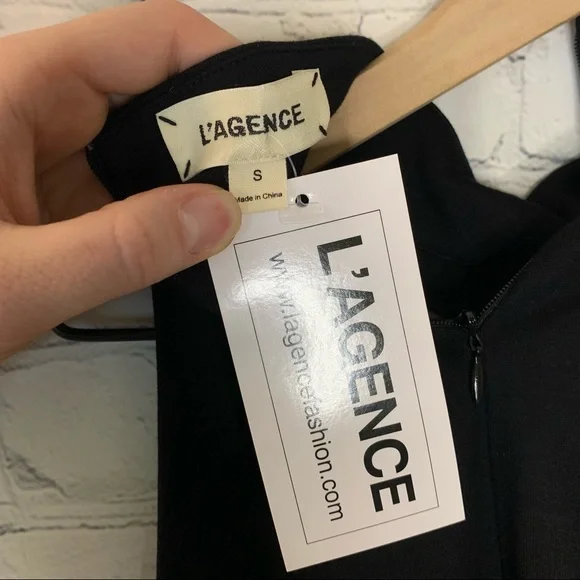 L'AGENCE
S
Made in China
L'AGENCE
www.lagencefashion.com